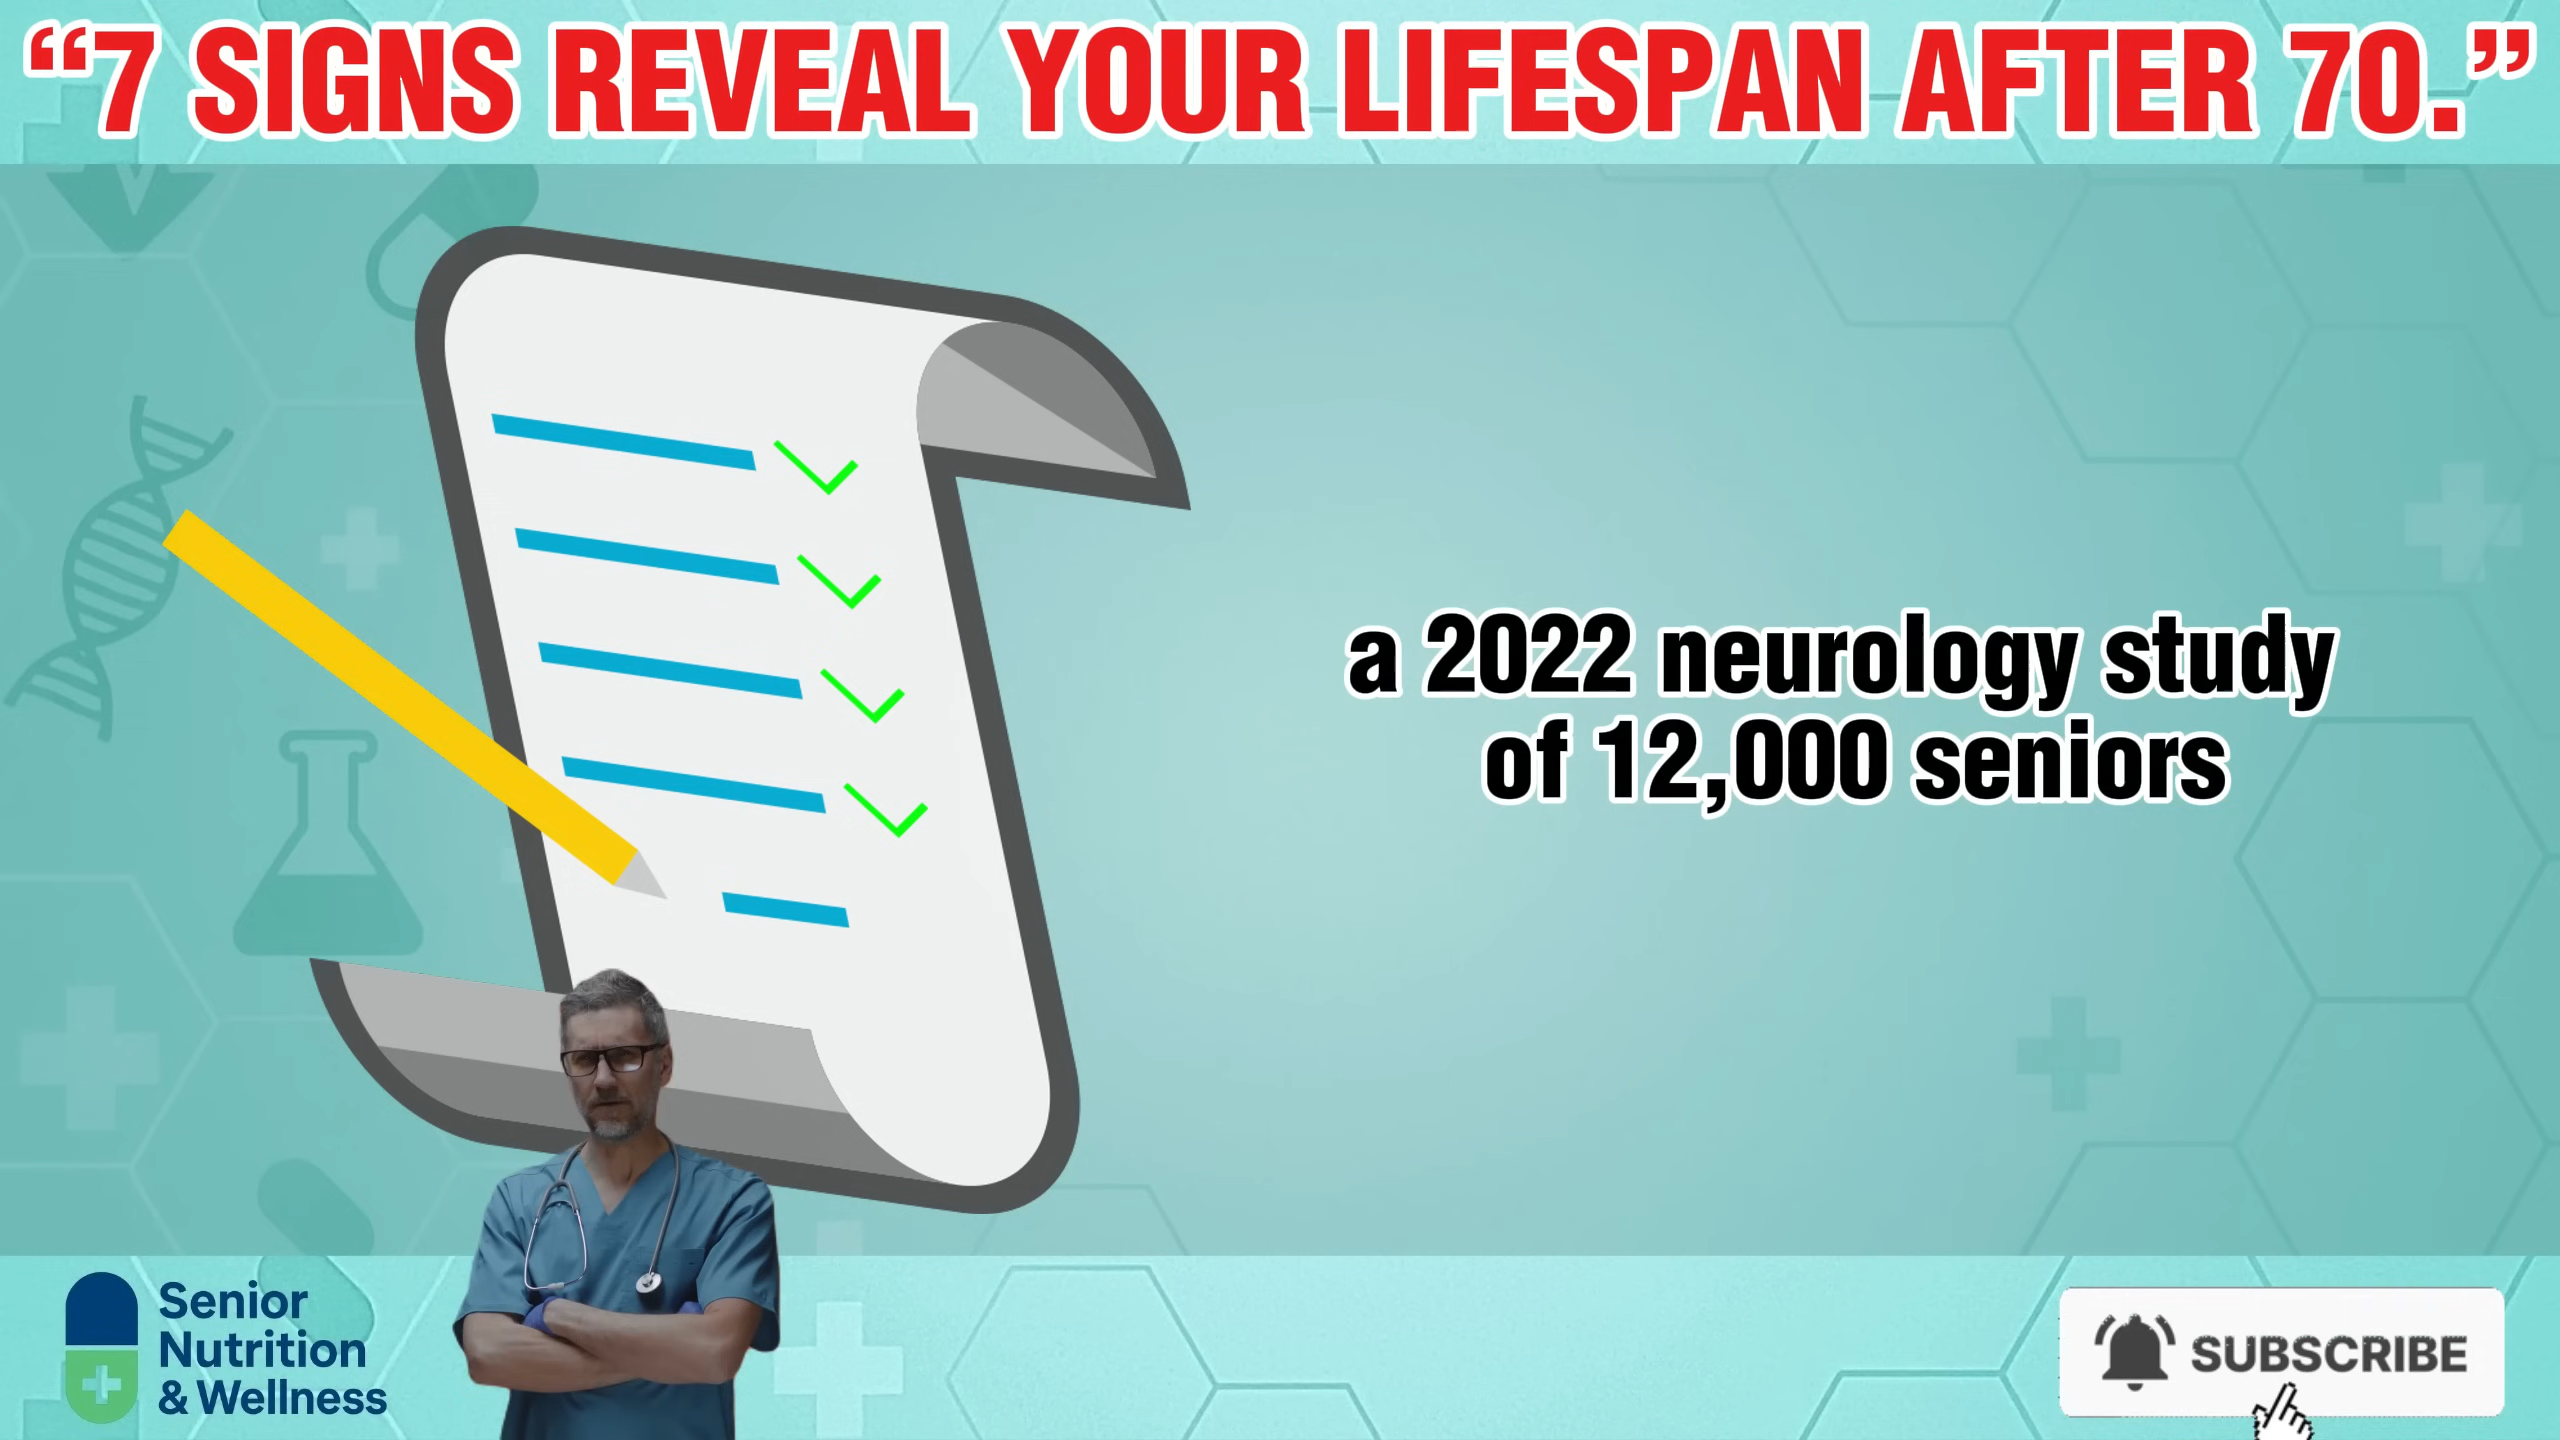 “7 SIGNS REVEAL YOUR LIFESPAN AFTER 70.”
a 2022 neurology study
of 12,000 seniors
Senior
Nutrition
& Wellness
SUBSCRIBE